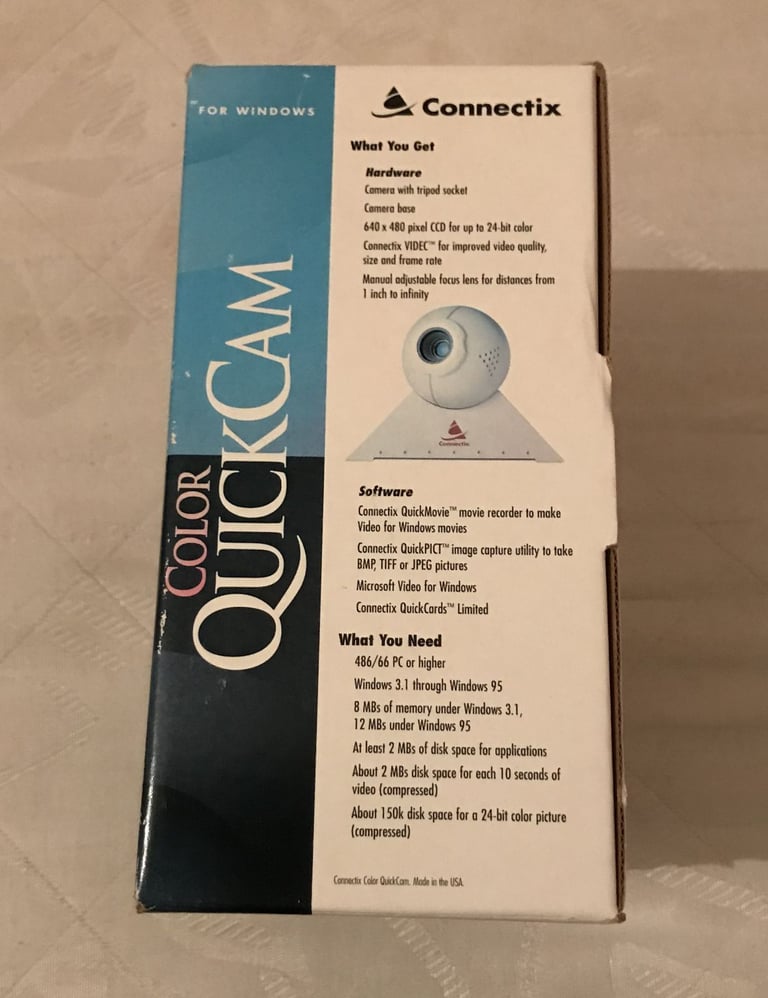 FOR WINDOWS
COLOR
QUICKCAM
Connectix
What You Get
Hardware
Camera with tripod socket
Camera base
640 x 480 pixel CCD for up to 24-bit color
Connectix VIDEC™ for improved video quality,
size and frame rate
Manual adjustable focus lens for distances from
1 inch to infinity
Connectix
Software
Connectix QuickMovie™ movie recorder to make
Video for Windows movies
Connectix QuickPICT™ image capture utility to take
BMP, TIFF or JPEG pictures
Microsoft Video for Windows
Connectix QuickCards™ Limited
What You Need
486/66 PC or higher
Windows 3.1 through Windows 95
8 MBs of memory under Windows 3.1,
12 MBs under Windows 95
At least 2 MBs of disk space for applications
About 2 MBs disk space for each 10 seconds of
video (compressed)
About 150k disk space for a 24-bit color picture
(compressed)
Connectix Color QuickCam. Made in the USA.